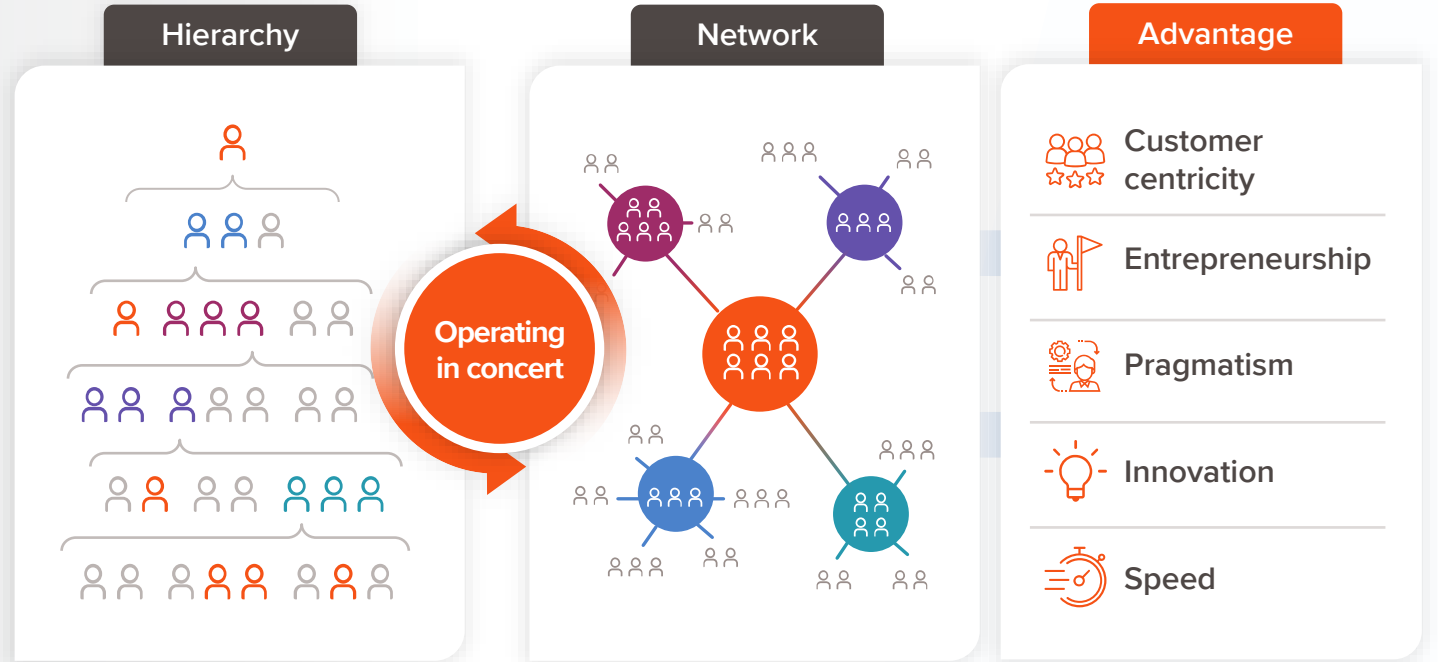 Hierarchy
Network
Advantage
Operating
in concert
Customer
centricity
Entrepreneurship
Pragmatism
Innovation
Speed